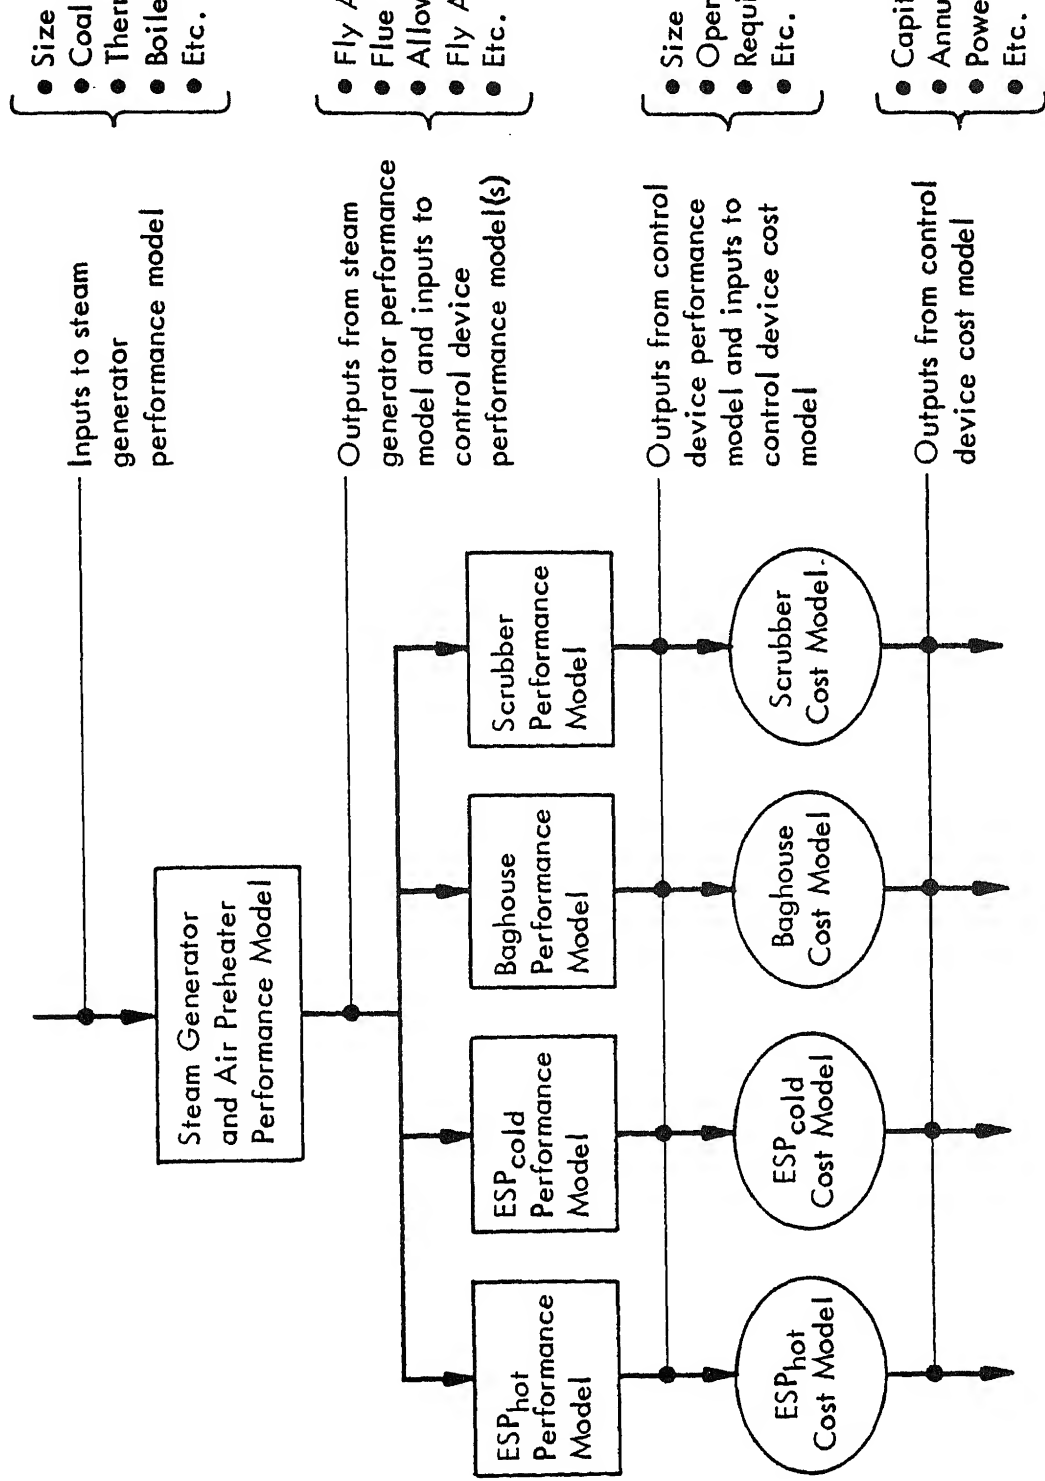 Steam Generator
and Air Preheater
Performance Model
ESPhot
Performance
Model
ESPcold
Performance
Model
Baghouse
Performance
Model
Scrubber
Performance
Model
ESPhot
Cost Model
ESPcold
Cost Model
Baghouse
Cost Model
Scrubber
Cost Model.
Inputs to steam
generator
performance model
• Size
• Coal
• Ther
• Boile
• Etc.
Outputs from steam
generator performance
model and inputs to
control device
performance model(s)
• Fly A
• Flue
• Allow
• Fly A
• Etc.
Outputs from control
device performance
model and inputs to
control device cost
model
• Size
• Oper
• Requi
• Etc.
Outputs from control
device cost model
• Capit
• Annu
• Powe
• Etc.